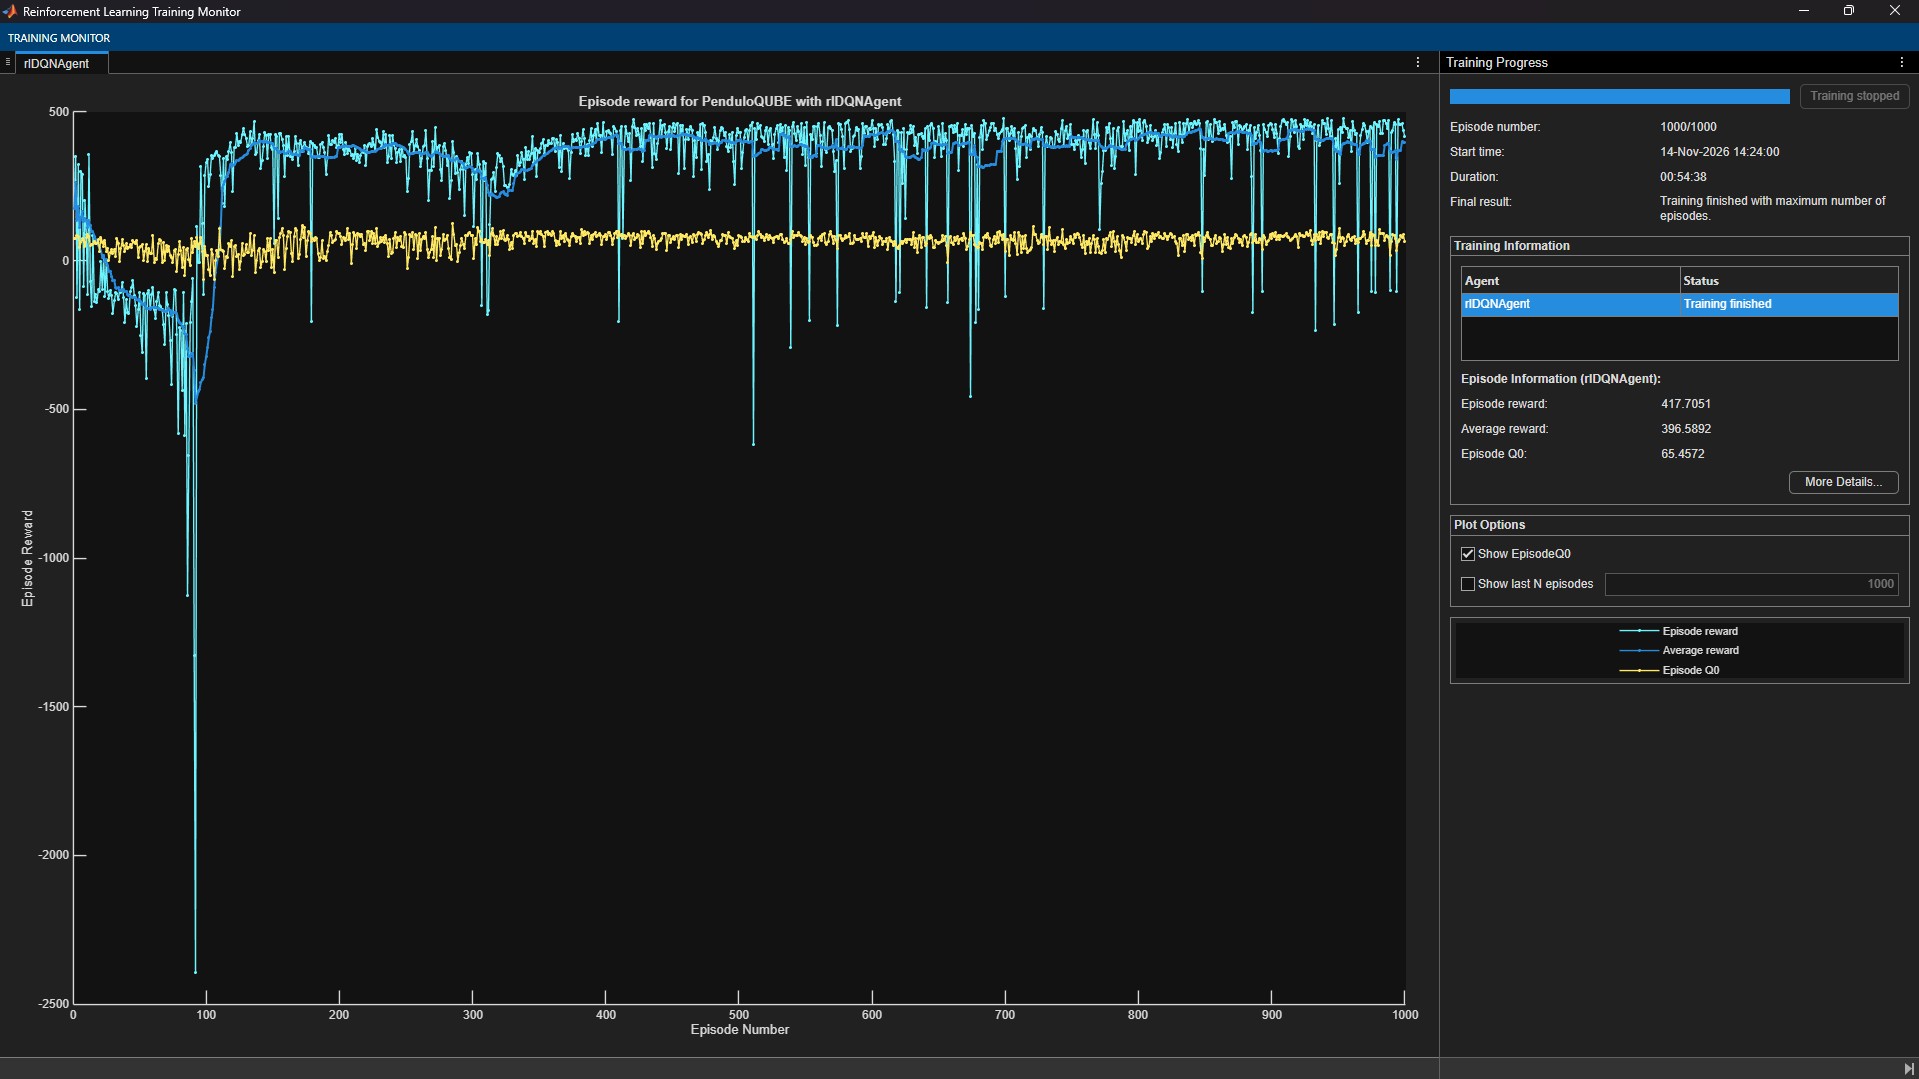 Reinforcement Learning Training Monitor
TRAINING MONITOR
rlDQNAgent
Episode reward for PenduloQUBE with rlDQNAgent
500
0
-500
-1000
-1500
-2000
-2500
Episode Reward
0 100 200 300 400 500 600 700 800 900 1000
Episode Number
Training Progress
Training stopped
Episode number: 1000/1000
Start time: 14-Nov-2026 14:24:00
Duration: 00:54:38
Final result: Training finished with maximum number of
episodes.
Training Information
Agent Status
rlDQNAgent Training finished
Episode Information (rlDQNAgent):
Episode reward: 417.7051
Average reward: 396.5892
Episode Q0: 65.4572
More Details...
Plot Options
Show EpisodeQ0
Show last N episodes 1000
Episode reward
Average reward
Episode Q0